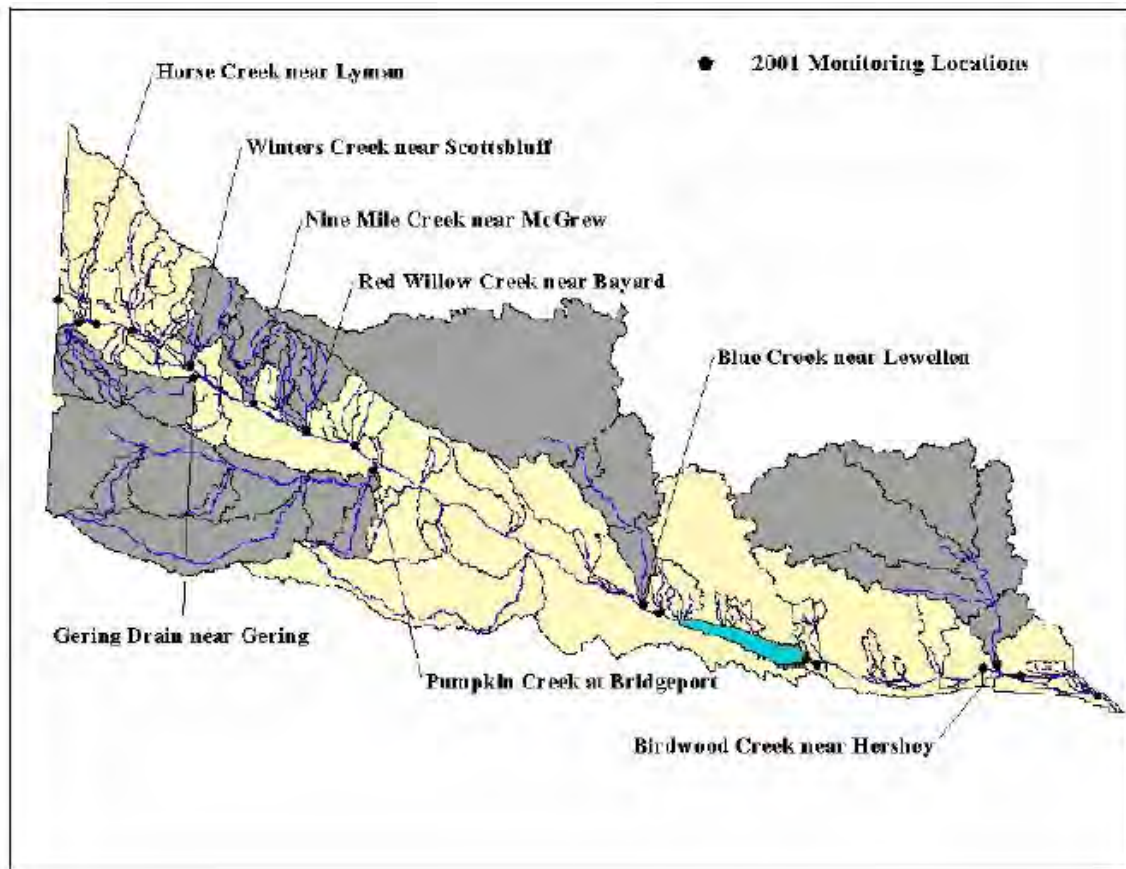 Horse Creek near Lyman
2001 Monitoring Locations
Winters Creek near Scottsbluff
Nine Mile Creek near McGrew
Red Willow Creek near Bayard
Blue Creek near Lewellen
Gering Drain near Gering
Pumpkin Creek at Bridgeport
Birdwood Creek near Hershey